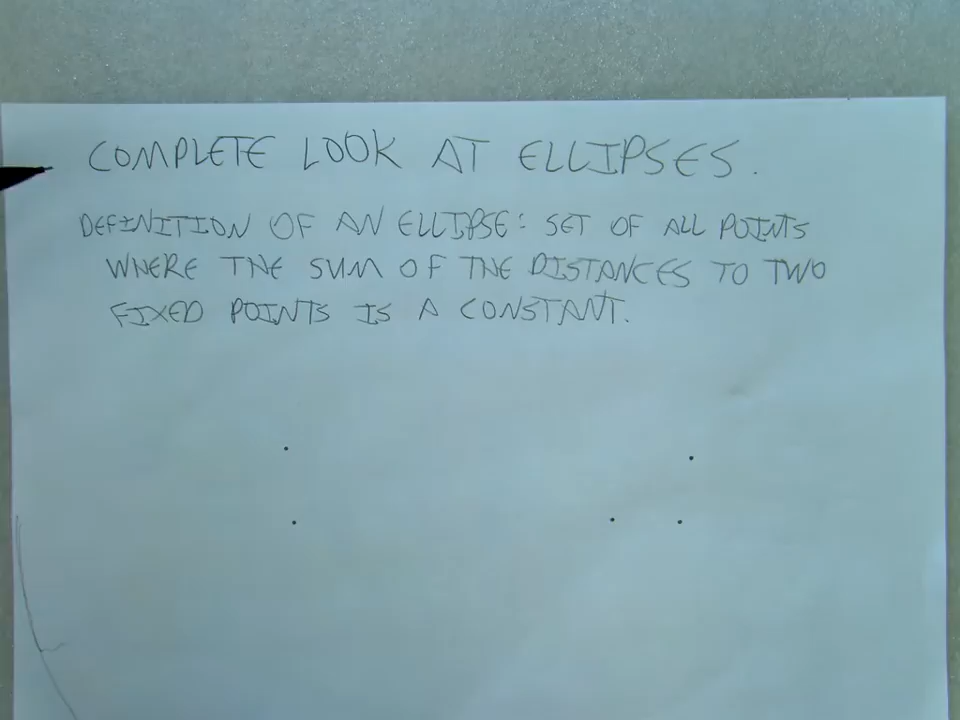 COMPLETE LOOK AT ELLIPSES.
DEFINITION OF AN ELLIPSE: SET OF ALL POINTS
WHERE THE SUM OF THE DISTANCES TO TWO
FIXED POINTS IS A CONSTANT.